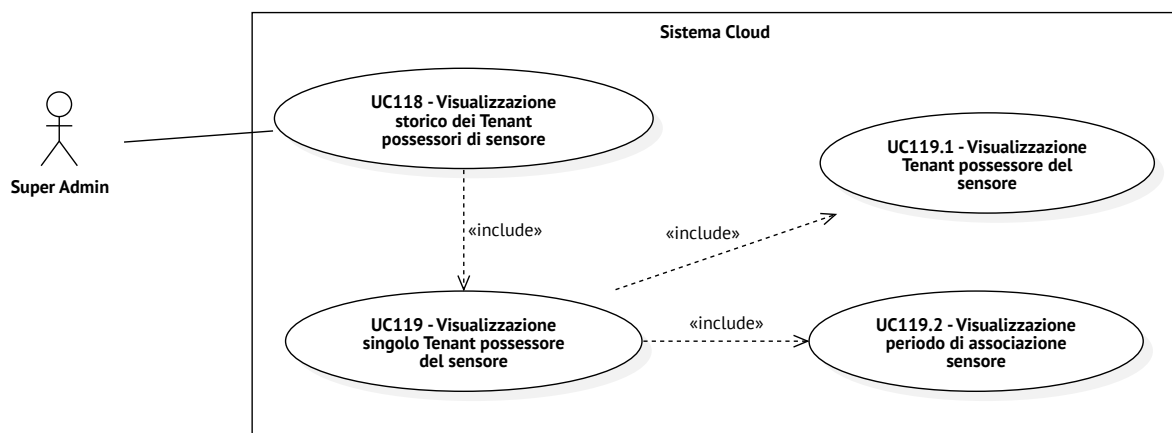 Sistema Cloud
UC118 - Visualizzazione
storico dei Tenant
possessori di sensore
Super Admin
UC119.1 - Visualizzazione
Tenant possessore del
sensore
«include»
«include»
UC119 - Visualizzazione
singolo Tenant possessore
del sensore
«include»
UC119.2 - Visualizzazione
periodo di associazione
sensore